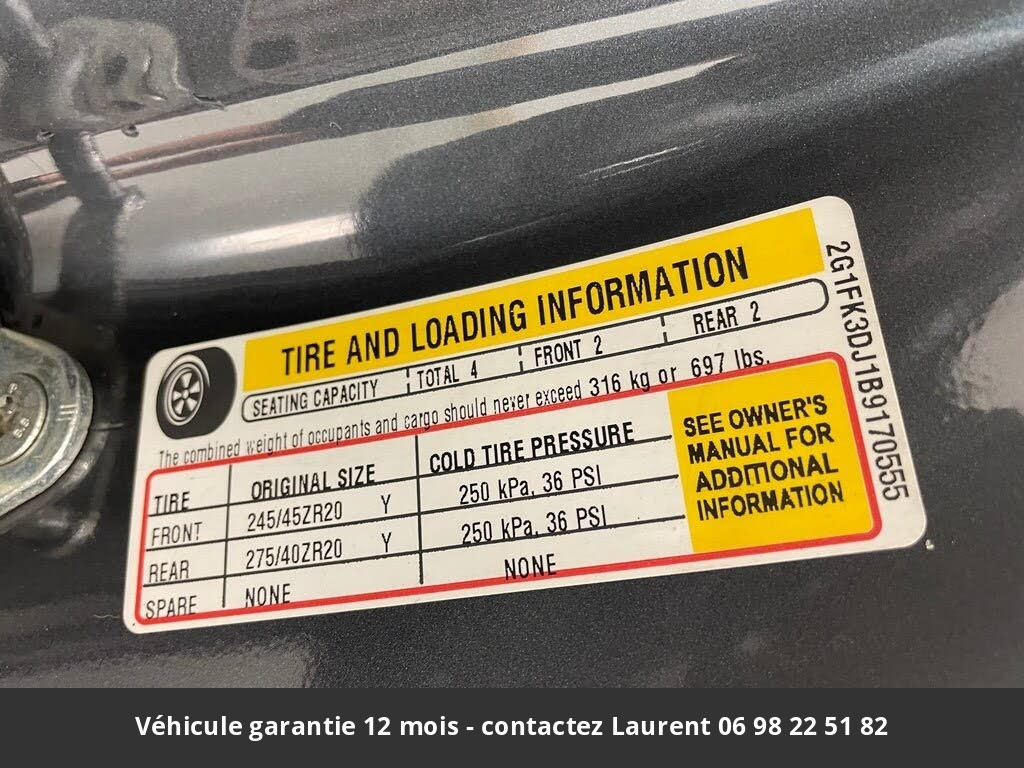 TIRE AND LOADING INFORMATION
SEATING CAPACITY TOTAL 4 FRONT 2 REAR 2
The combined weight of occupants and cargo should never exceed 316 kg or 697 lbs.
TIRE ORIGINAL SIZE COLD TIRE PRESSURE
FRONT 245/45ZR20 Y 250 kPa, 36 PSI
REAR 275/40ZR20 Y 250 kPa, 36 PSI
SPARE NONE NONE
SEE OWNER'S
MANUAL FOR
ADDITIONAL
INFORMATION
2G1FK3DJ1B9170555
Véhicule garantie 12 mois - contactez Laurent 06 98 22 51 82